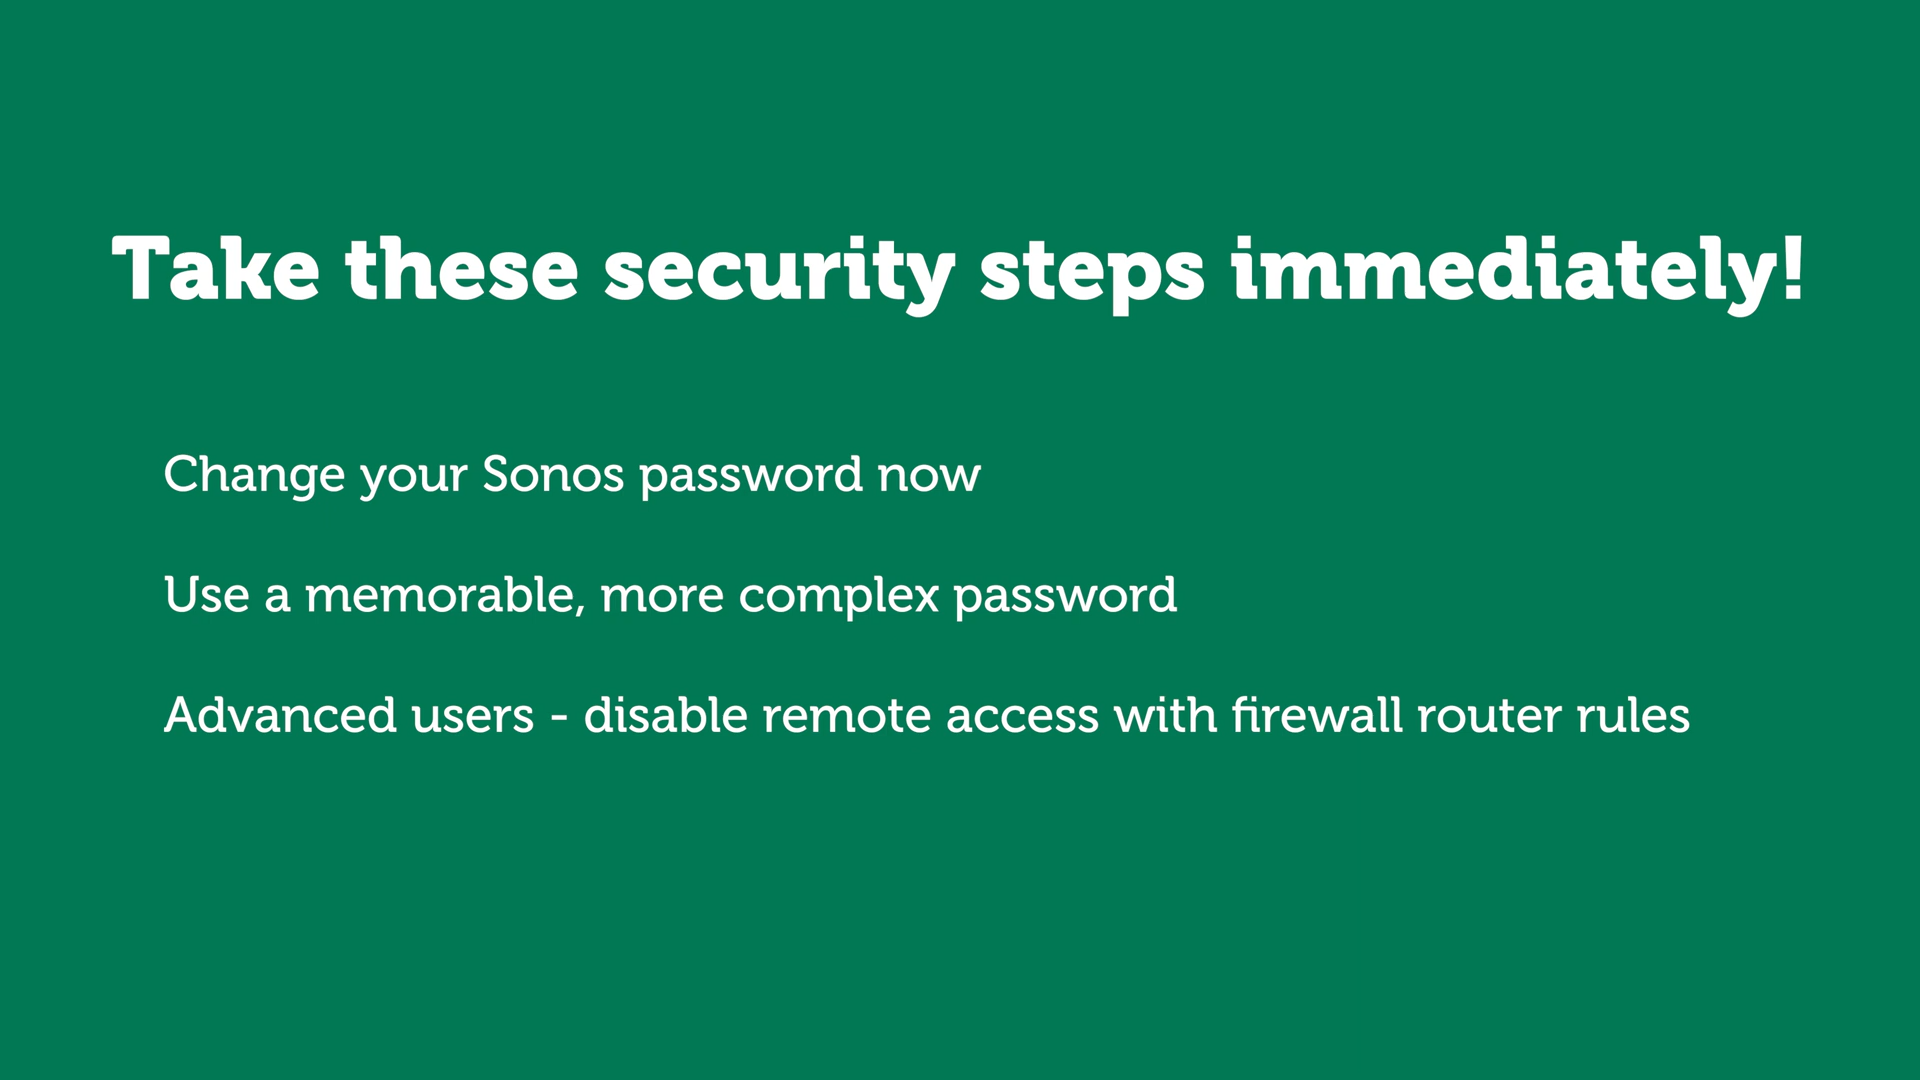 Take these security steps immediately!
Change your Sonos password now
Use a memorable, more complex password
Advanced users - disable remote access with firewall router rules